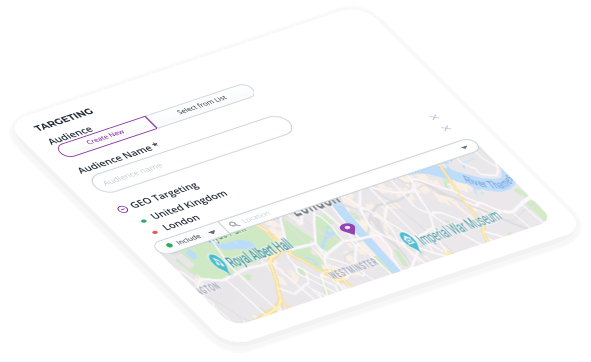 TARGETING
Audience
Create New
Select from List
Audience Name *
Audience name
GEO Targeting
United Kingdom
London
Include
Location
London
River Thames
Royal Albert Hall
Imperial War Museum
WESTMINSTER